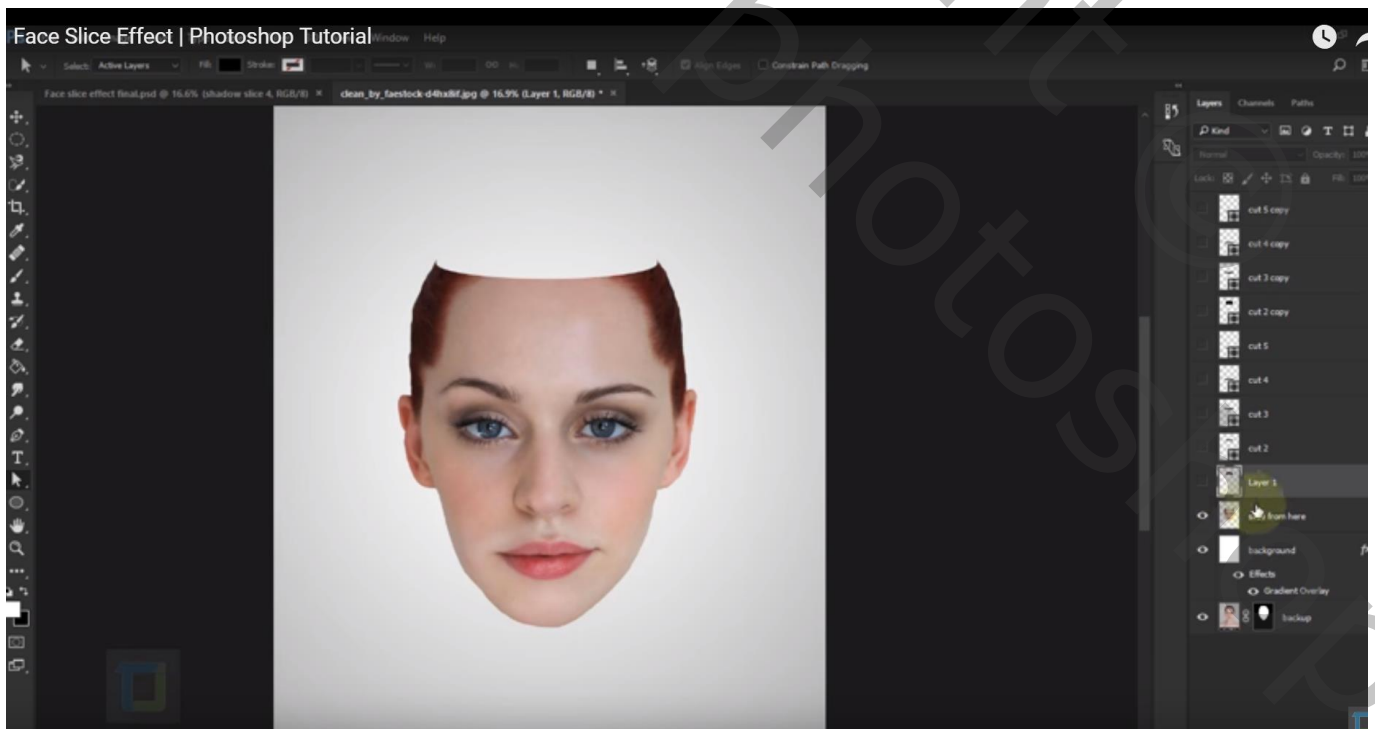 Face Slice Effect | Photoshop Tutorial
Window Help
Select: Active Layers Fill: Stroke: Align Edges Constrain Path Dragging
Face slice effect final.psd @ 16.6% (shadow slice 4, RGB/8) × clean_by_faestock-d4hx8if.jpg @ 16.9% (Layer 1, RGB/8) * ×
Layers Channels Paths
Kind
Normal Opacity:
Lock: Fill:
cut 5 copy
cut 4 copy
cut 3 copy
cut 2 copy
cut 5
cut 4
cut 3
cut 2
Layer 1
from here
background
Effects
Gradient Overlay
backup
photos